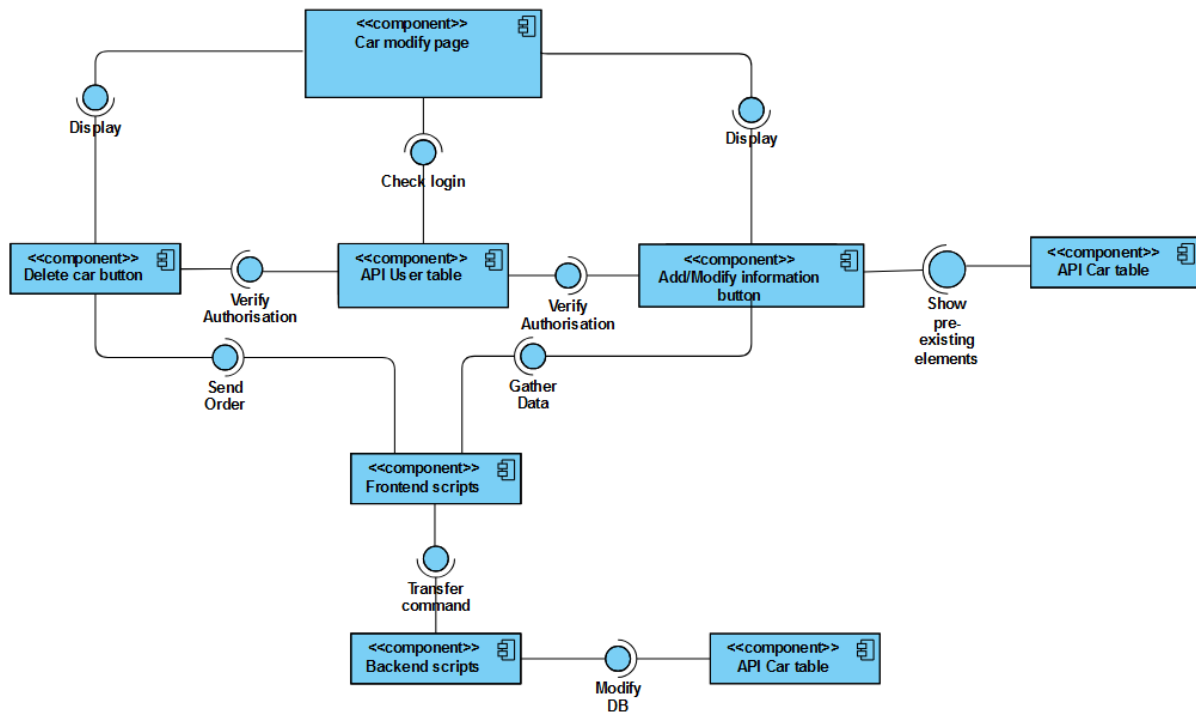 <<component>>
Car modify page
Display
Check login
Display
<<component>>
Delete car button
Verify
Authorisation
<<component>>
API User table
Verify
Authorisation
<<component>>
Add/Modify information
button
Show
pre-
existing
elements
<<component>>
API Car table
Send
Order
Gather
Data
<<component>>
Frontend scripts
Transfer
command
<<component>>
Backend scripts
Modify
DB
<<component>>
API Car table